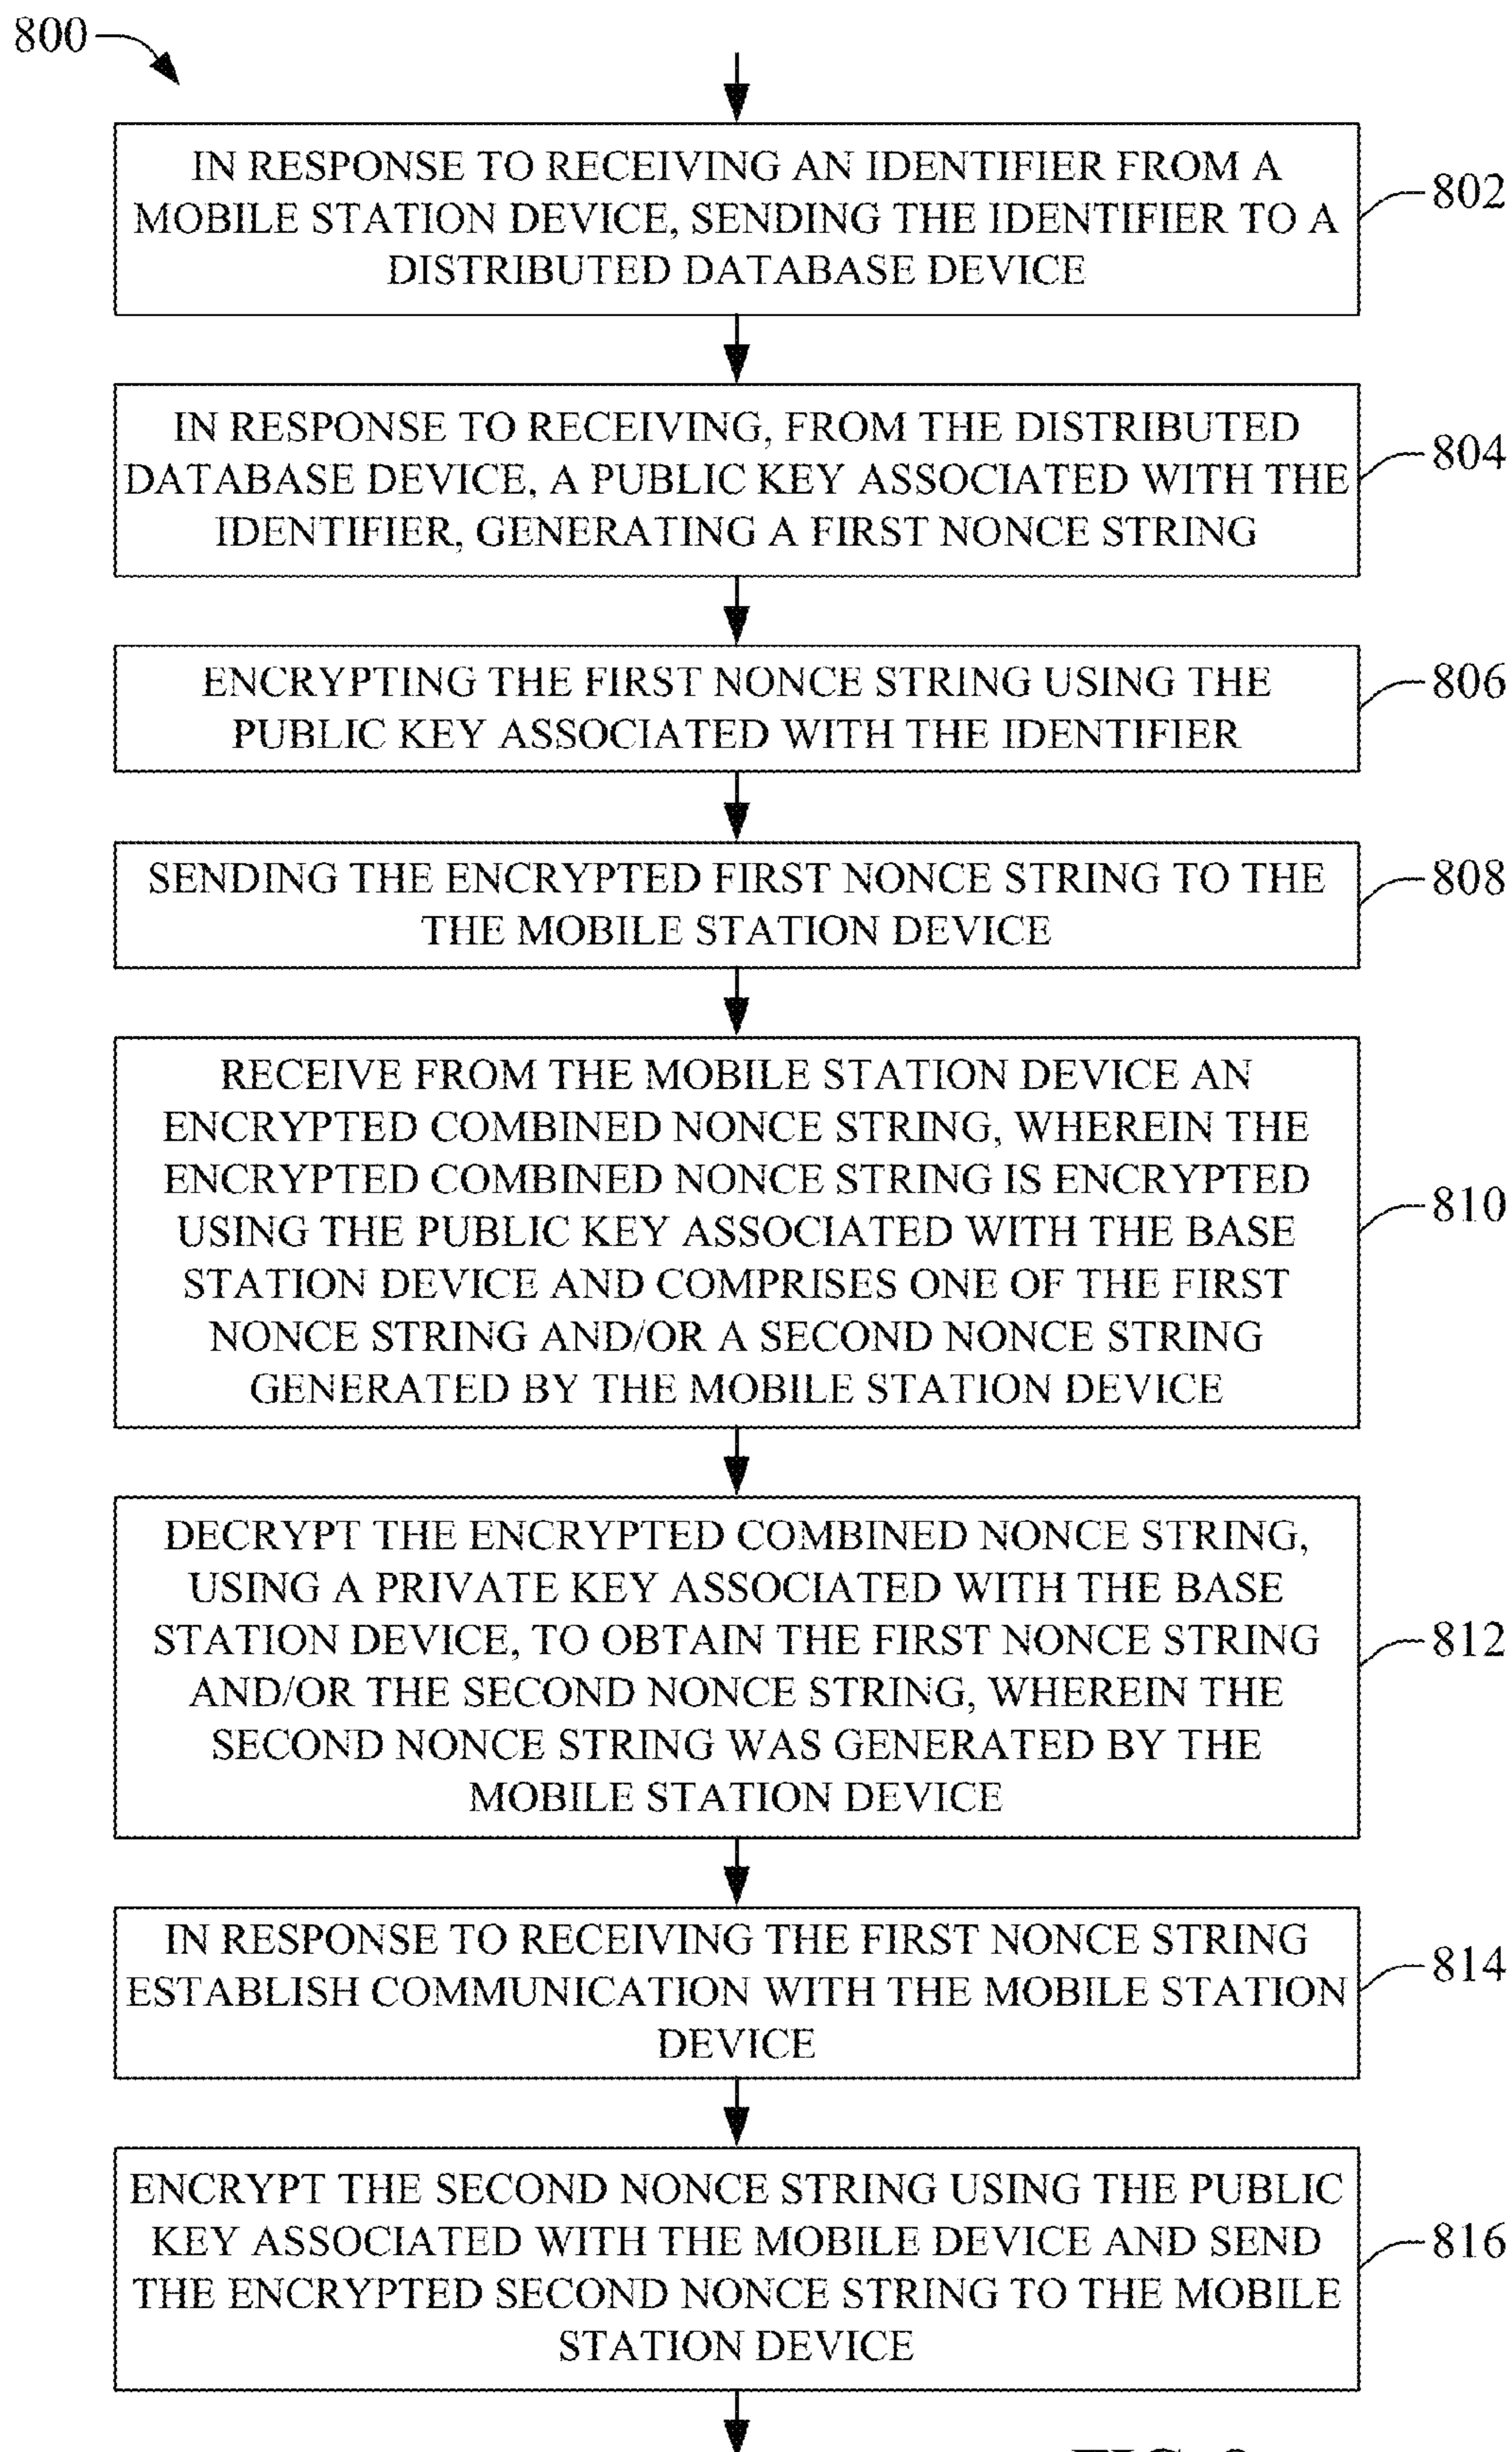 800
IN RESPONSE TO RECEIVING AN IDENTIFIER FROM A
MOBILE STATION DEVICE, SENDING THE IDENTIFIER TO A
DISTRIBUTED DATABASE DEVICE
802
IN RESPONSE TO RECEIVING, FROM THE DISTRIBUTED
DATABASE DEVICE, A PUBLIC KEY ASSOCIATED WITH THE
IDENTIFIER, GENERATING A FIRST NONCE STRING
804
ENCRYPTING THE FIRST NONCE STRING USING THE
PUBLIC KEY ASSOCIATED WITH THE IDENTIFIER
806
SENDING THE ENCRYPTED FIRST NONCE STRING TO THE
THE MOBILE STATION DEVICE
808
RECEIVE FROM THE MOBILE STATION DEVICE AN
ENCRYPTED COMBINED NONCE STRING, WHEREIN THE
ENCRYPTED COMBINED NONCE STRING IS ENCRYPTED
USING THE PUBLIC KEY ASSOCIATED WITH THE BASE
STATION DEVICE AND COMPRISES ONE OF THE FIRST
NONCE STRING AND/OR A SECOND NONCE STRING
GENERATED BY THE MOBILE STATION DEVICE
810
DECRYPT THE ENCRYPTED COMBINED NONCE STRING,
USING A PRIVATE KEY ASSOCIATED WITH THE BASE
STATION DEVICE, TO OBTAIN THE FIRST NONCE STRING
AND/OR THE SECOND NONCE STRING, WHEREIN THE
SECOND NONCE STRING WAS GENERATED BY THE
MOBILE STATION DEVICE
812
IN RESPONSE TO RECEIVING THE FIRST NONCE STRING
ESTABLISH COMMUNICATION WITH THE MOBILE STATION
DEVICE
814
ENCRYPT THE SECOND NONCE STRING USING THE PUBLIC
KEY ASSOCIATED WITH THE MOBILE DEVICE AND SEND
THE ENCRYPTED SECOND NONCE STRING TO THE MOBILE
STATION DEVICE
816